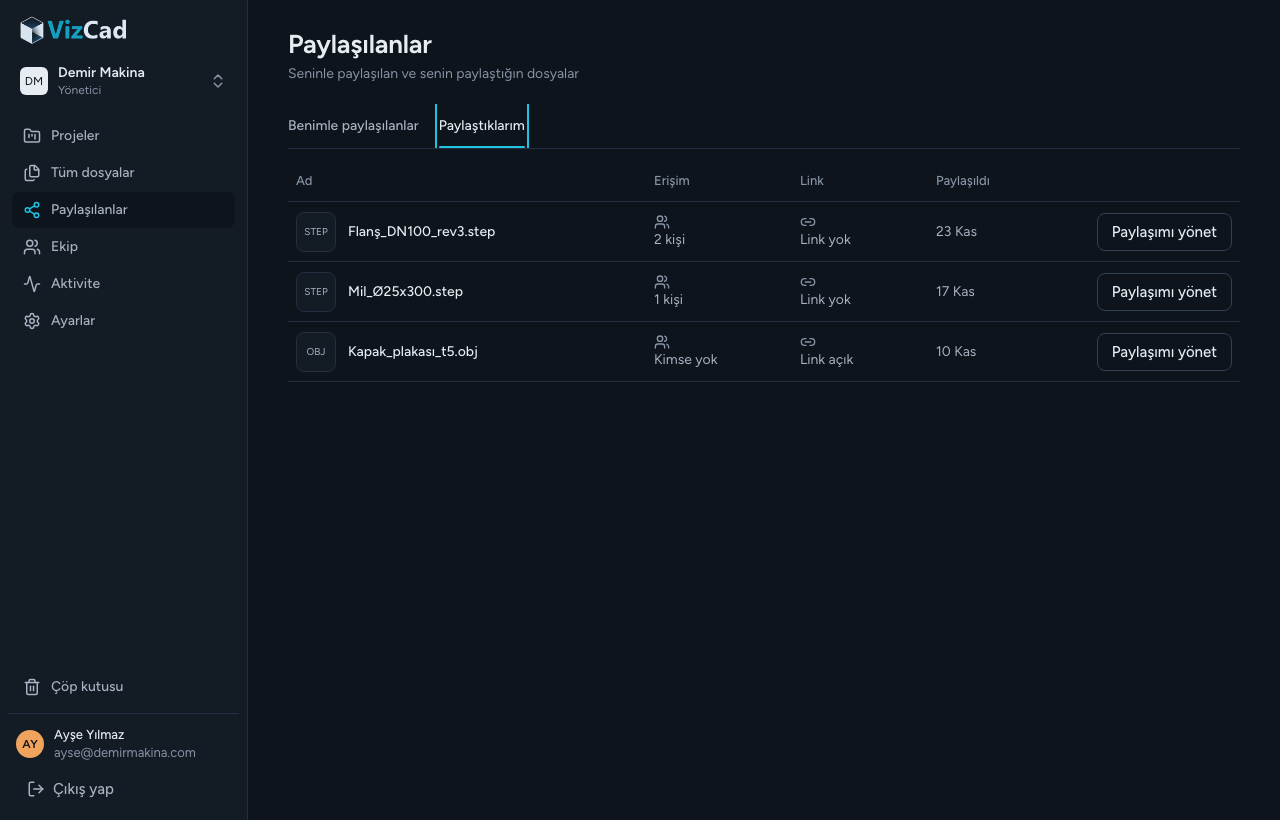 VizCad
DM
Demir Makina
Yönetici
Projeler
Tüm dosyalar
Paylaşılanlar
Ekip
Aktivite
Ayarlar
Çöp kutusu
AY
Ayşe Yılmaz
ayse@demirmakina.com
Çıkış yap
Paylaşılanlar
Seninle paylaşılan ve senin paylaştığın dosyalar
Benimle paylaşılanlar Paylaştıklarım
Ad Erişim Link Paylaşıldı
STEP Flanş_DN100_rev3.step 2 kişi Link yok 23 Kas Paylaşımı yönet
STEP Mil_Ø25x300.step 1 kişi Link yok 17 Kas Paylaşımı yönet
OBJ Kapak_plakası_t5.obj Kimse yok Link açık 10 Kas Paylaşımı yönet